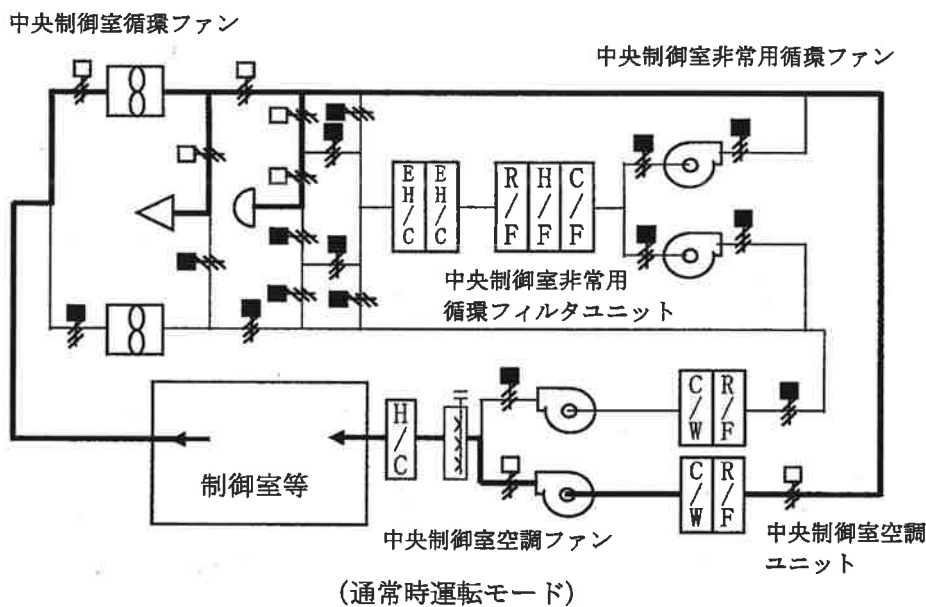 中央制御室循環ファン
中央制御室非常用循環ファン
EH/C
EH/C
R/F
H/F
C/F
中央制御室非常用
循環フィルタユニット
C/W
R/F
H/C
制御室等
C/W
R/F
中央制御室空調ファン
中央制御室空調
ユニット
(通常時運転モード)